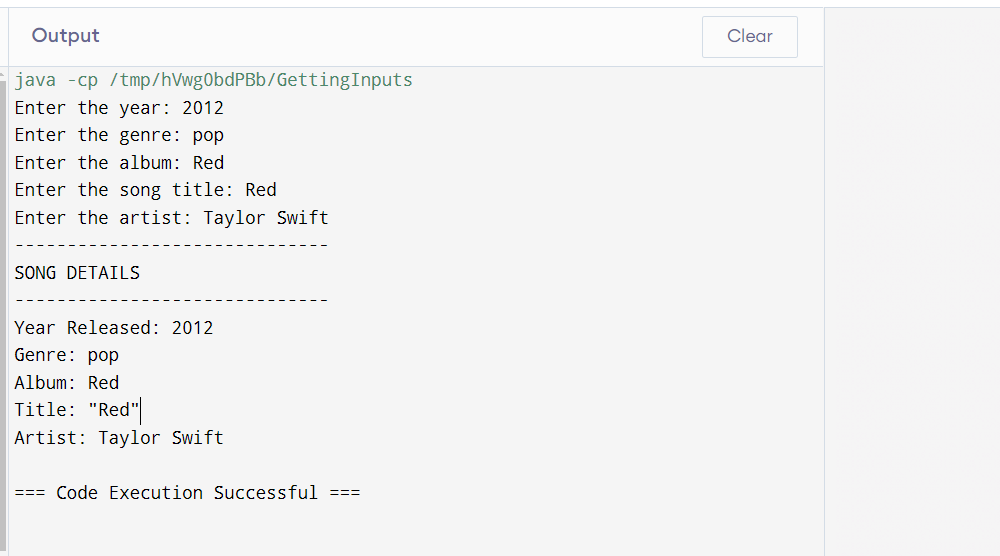 Output
Clear
java -cp /tmp/hVwgObdPBb/GettingInputs
Enter the year: 2012
Enter the genre: pop
Enter the album: Red
Enter the song title: Red
Enter the artist: Taylor Swift
------------------------------
SONG DETAILS
------------------------------
Year Released: 2012
Genre: pop
Album: Red
Title: "Red"
Artist: Taylor Swift
=== Code Execution Successful ===